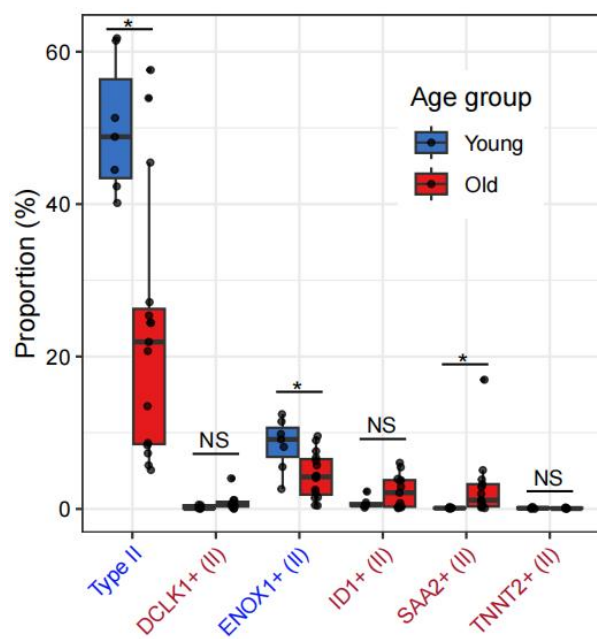 *
60
Age group
Young
Old
40
Proportion (%)
20
*
*
NS
NS
NS
0
Type II
DCLK1+ (II)
ENOX1+ (II)
ID1+ (II)
SAA2+ (II)
TNNT2+ (II)